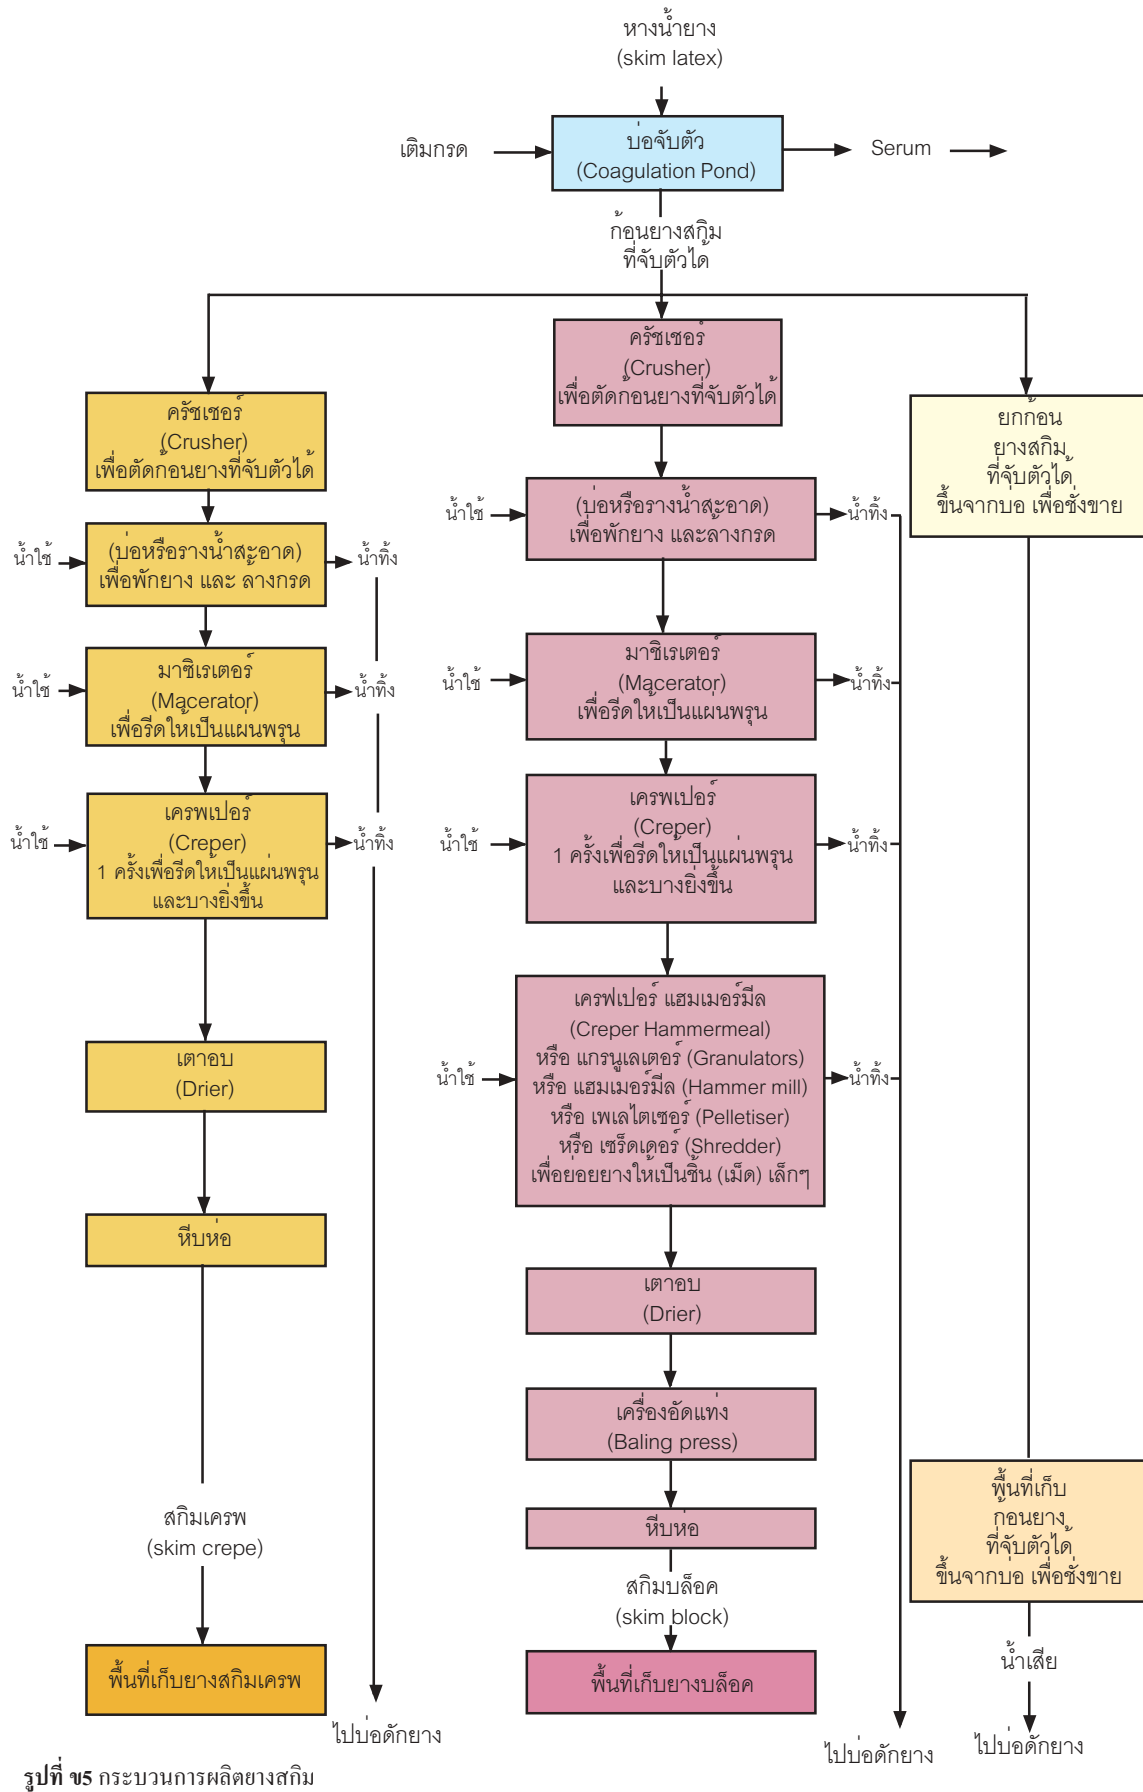 หางน้ำยาง
(skim latex)
เติมกรด
บ่อจับตัว
(Coagulation Pond)
Serum
ก้อนยางสกิม
ที่จับตัวได้
ครัชเชอร์
(Crusher)
เพื่อตัดก้อนยางที่จับตัวได้
น้ำใช้
(บ่อหรือรางน้ำสะอาด)
เพื่อพักยาง และ ล้างกรด
น้ำทิ้ง
น้ำใช้
มาซิเรเตอร์
(Macerator)
เพื่อรีดให้เป็นแผ่นพรุน
น้ำทิ้ง
น้ำใช้
เครพเปอร์
(Creper)
1 ครั้งเพื่อรีดให้เป็นแผ่นพรุน
และบางยิ่งขึ้น
น้ำทิ้ง
เตาอบ
(Drier)
หีบห่อ
สกิมเครพ
(skim crepe)
พื้นที่เก็บยางสกิมเครพ
ไปบ่อดักยาง
ครัชเชอร์
(Crusher)
เพื่อตัดก้อนยางที่จับตัวได้
น้ำใช้
(บ่อหรือรางน้ำสะอาด)
เพื่อพักยาง และล้างกรด
น้ำทิ้ง
น้ำใช้
มาซิเรเตอร์
(Macerator)
เพื่อรีดให้เป็นแผ่นพรุน
น้ำทิ้ง
น้ำใช้
เครพเปอร์
(Creper)
1 ครั้งเพื่อรีดให้เป็นแผ่นพรุน
และบางยิ่งขึ้น
น้ำทิ้ง
น้ำใช้
เครฟเปอร์ แฮมเมอร์มีล
(Creper Hammermeal)
หรือ แกรนูเลเตอร์ (Granulators)
หรือ แฮมเมอร์มีล (Hammer mill)
หรือ เพเลไตเซอร์ (Pelletiser)
หรือ เซร็ดเดอร์ (Shredder)
เพื่อย่อยยางให้เป็นชิ้น (เม็ด) เล็กๆ
น้ำทิ้ง
เตาอบ
(Drier)
เครื่องอัดแท่ง
(Baling press)
หีบห่อ
สกิมบล็อค
(skim block)
พื้นที่เก็บยางบล็อค
ไปบ่อดักยาง
ยกก้อน
ยางสกิม
ที่จับตัวได้
ขึ้นจากบ่อ เพื่อชั่งขาย
พื้นที่เก็บ
ก้อนยาง
ที่จับตัวได้
ขึ้นจากบ่อ เพื่อชั่งขาย
น้ำเสีย
ไปบ่อดักยาง
รูปที่ ข5 กระบวนการผลิตยางสกิม